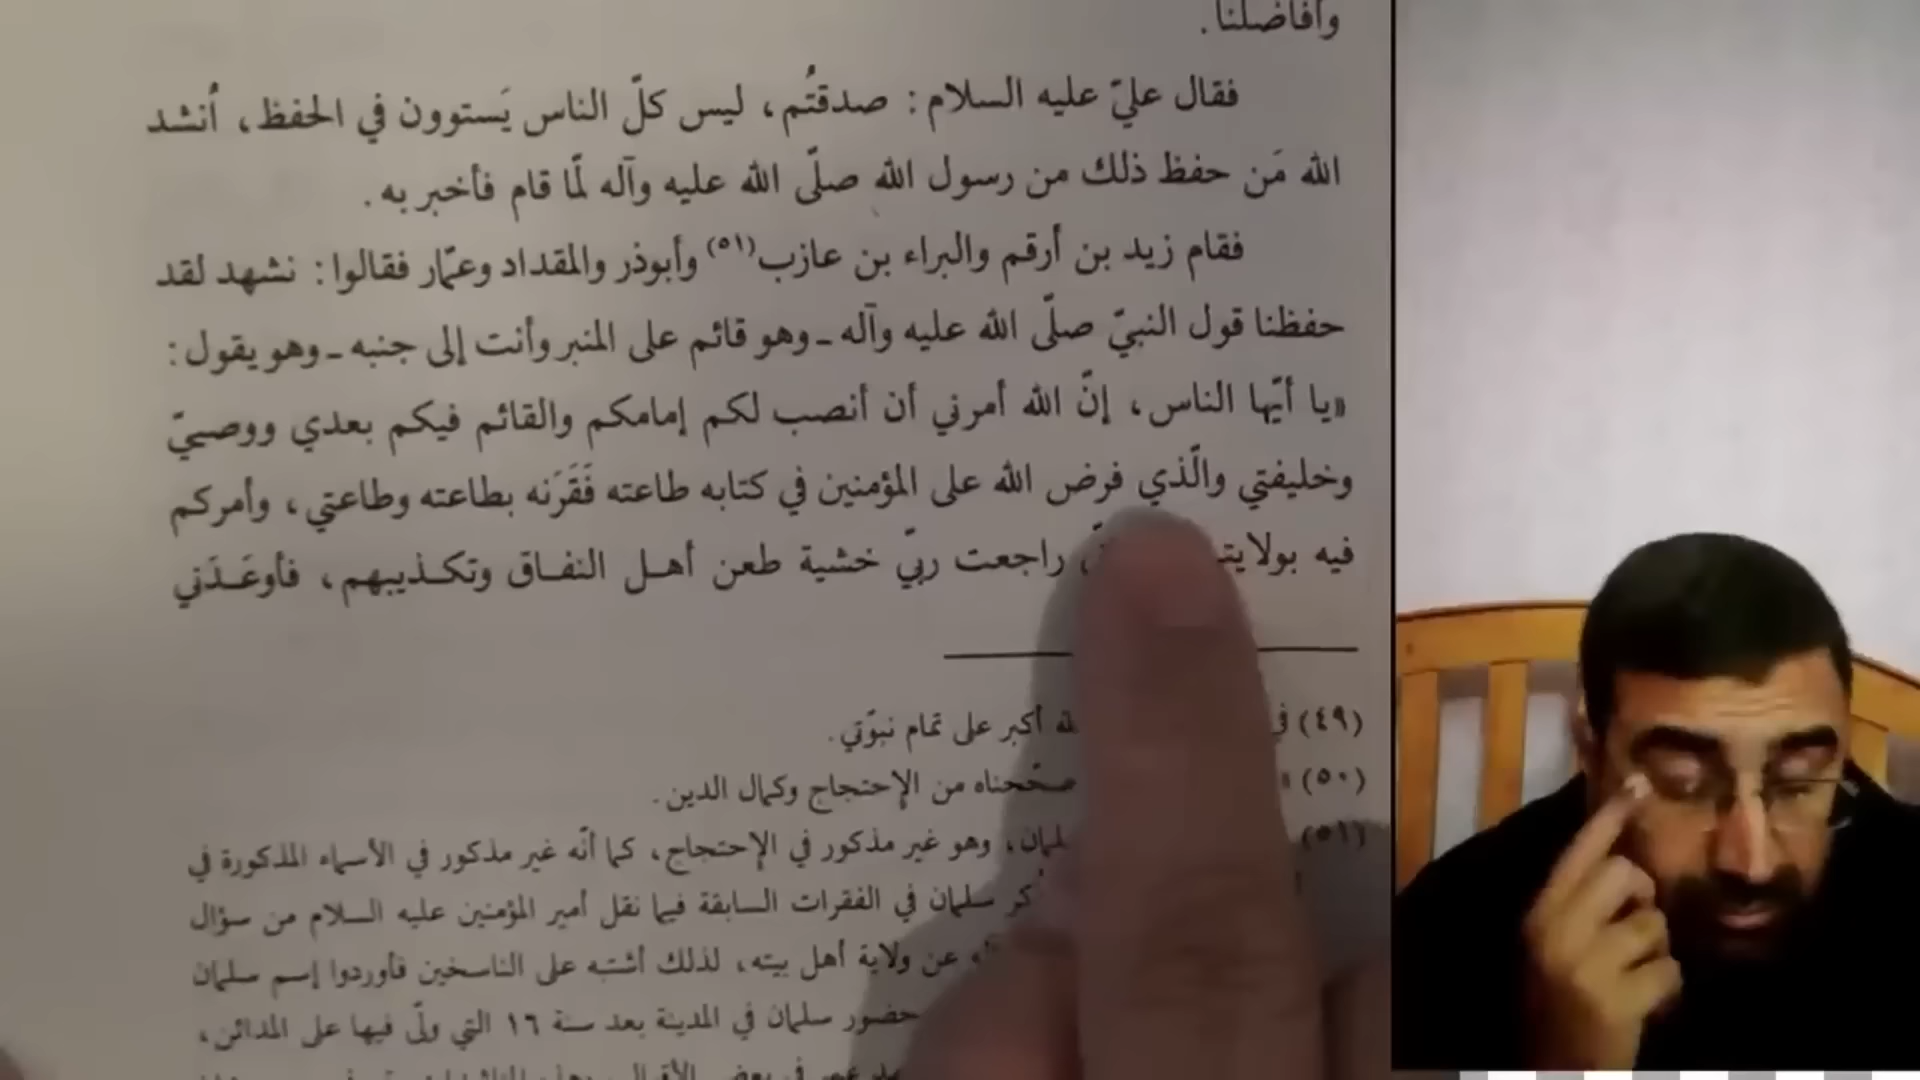 وأفاضلنا.
فقال عليّ عليه السلام: صدقتُم، ليس كلّ الناس يَستوون في الحفظ، أُنشد
الله مَن حفظ ذلك من رسول الله صلّى الله عليه وآله لمّا قام فأخبر به.
فقام زيد بن أرقم والبراء بن عازب(٥١) وأبوذر والمقداد وعمّار فقالوا: نشهد لقد
حفظنا قول النبيّ صلّى الله عليه وآله ـ وهو قائم على المنبر وأنت إلى جنبه ـ وهو يقول:
«يا أيّها الناس، إنّ الله أمرني أن أنصب لكم إمامكم والقائم فيكم بعدي ووصيّي
وخليفتي والّذي فرض الله على المؤمنين في كتابه طاعته فَقَرَنه بطاعته وطاعتي، وأمركم
فيه راجعت ربّي خشية طعن أهل النفاق وتكذيبهم، فأوعَدَني
(٤٩) أكبر على تمام نبوّتي.
(٥٠) صحّحناه من الإحتجاج وكمال الدين.
(٥١) وهو غير مذكور في الإحتجاج، كما أنّه غير مذكور في الأسماء المذكورة في
سلمان في الفقرات السابقة فيما نقل أمير المؤمنين عليه السلام من سؤال
عن ولاية أهل بيته، لذلك أشتبه على الناسخين فأوردوا إسم سلمان
حضور سلمان في المدينة بعد سنة ١٦ التي ولّي فيها على المدائن،